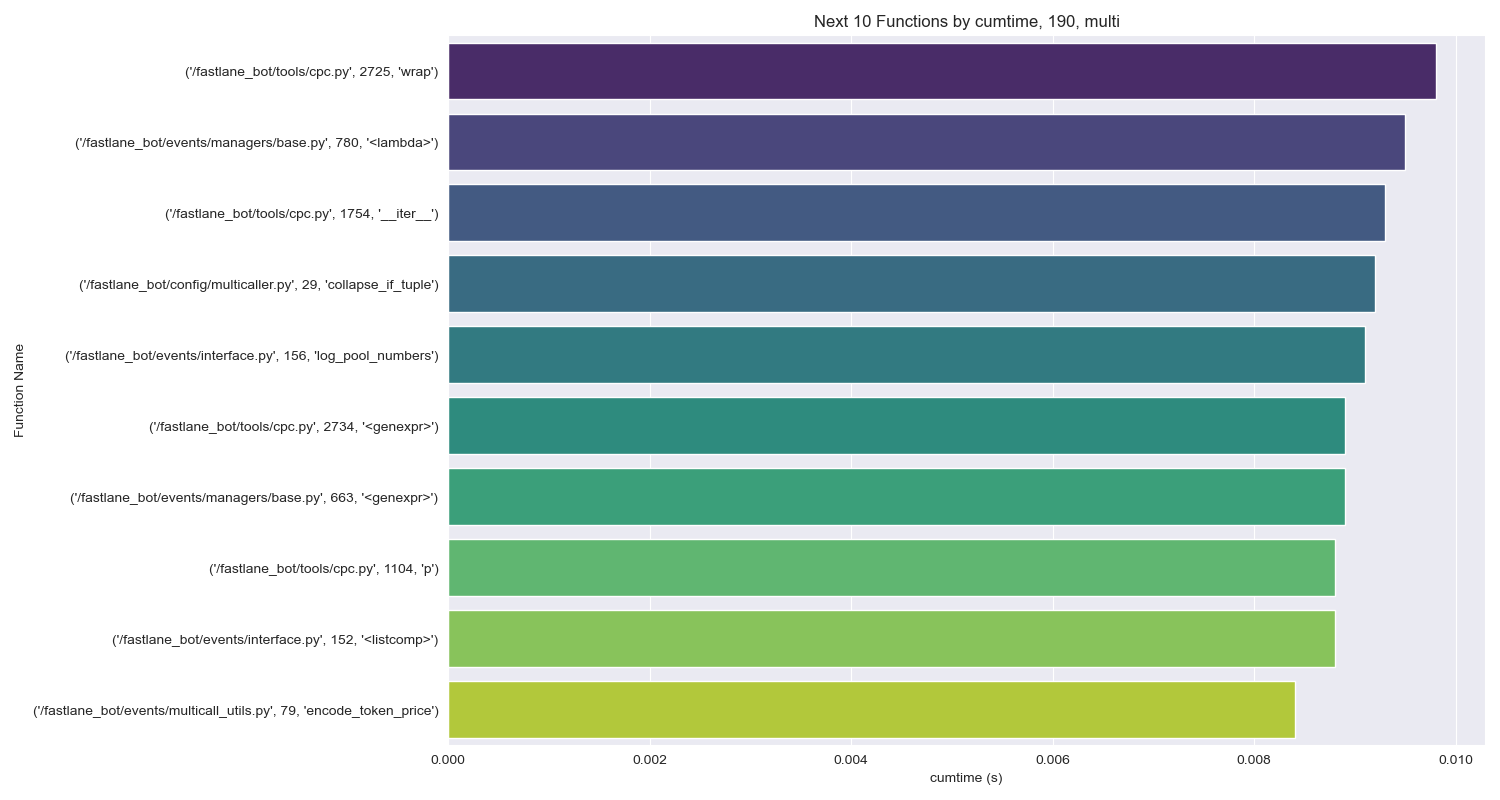 Next 10 Functions by cumtime, 190, multi
Function Name
('/fastlane_bot/tools/cpc.py', 2725, 'wrap')
('/fastlane_bot/events/managers/base.py', 780, '<lambda>')
('/fastlane_bot/tools/cpc.py', 1754, '__iter__')
('/fastlane_bot/config/multicaller.py', 29, 'collapse_if_tuple')
('/fastlane_bot/events/interface.py', 156, 'log_pool_numbers')
('/fastlane_bot/tools/cpc.py', 2734, '<genexpr>')
('/fastlane_bot/events/managers/base.py', 663, '<genexpr>')
('/fastlane_bot/tools/cpc.py', 1104, 'p')
('/fastlane_bot/events/interface.py', 152, '<listcomp>')
('/fastlane_bot/events/multicall_utils.py', 79, 'encode_token_price')
0.000 0.002 0.004 0.006 0.008 0.010
cumtime (s)